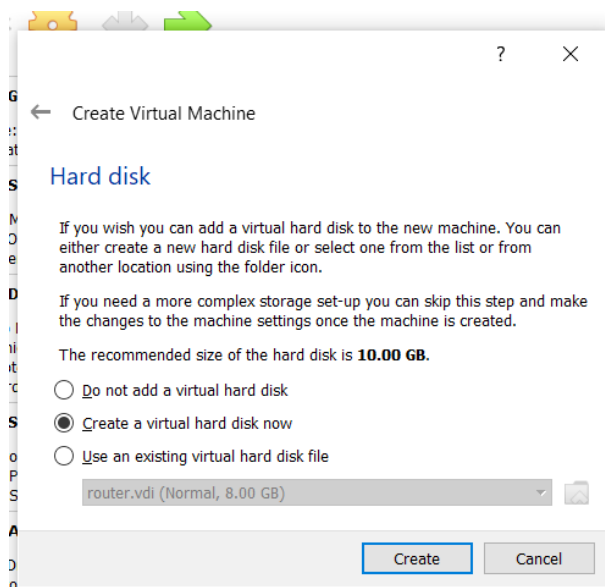 ?
Create Virtual Machine
Hard disk
If you wish you can add a virtual hard disk to the new machine. You can
either create a new hard disk file or select one from the list or from
another location using the folder icon.
If you need a more complex storage set-up you can skip this step and make
the changes to the machine settings once the machine is created.
The recommended size of the hard disk is 10.00 GB.
Do not add a virtual hard disk
Create a virtual hard disk now
Use an existing virtual hard disk file
router.vdi (Normal, 8.00 GB)
Create Cancel